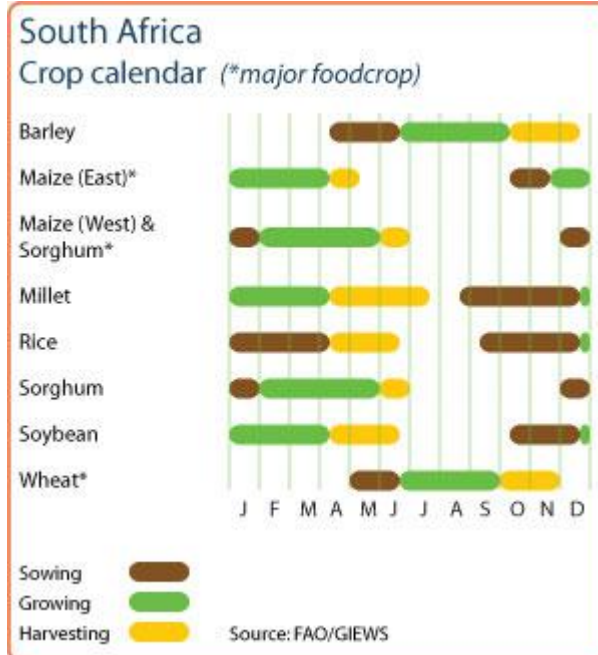 South Africa
Crop calendar (*major foodcrop)
Barley
Maize (East)*
Maize (West) &
Sorghum*
Millet
Rice
Sorghum
Soybean
Wheat*
J F M A M J J A S O N D
Sowing
Growing
Harvesting
Source: FAO/GIEWS